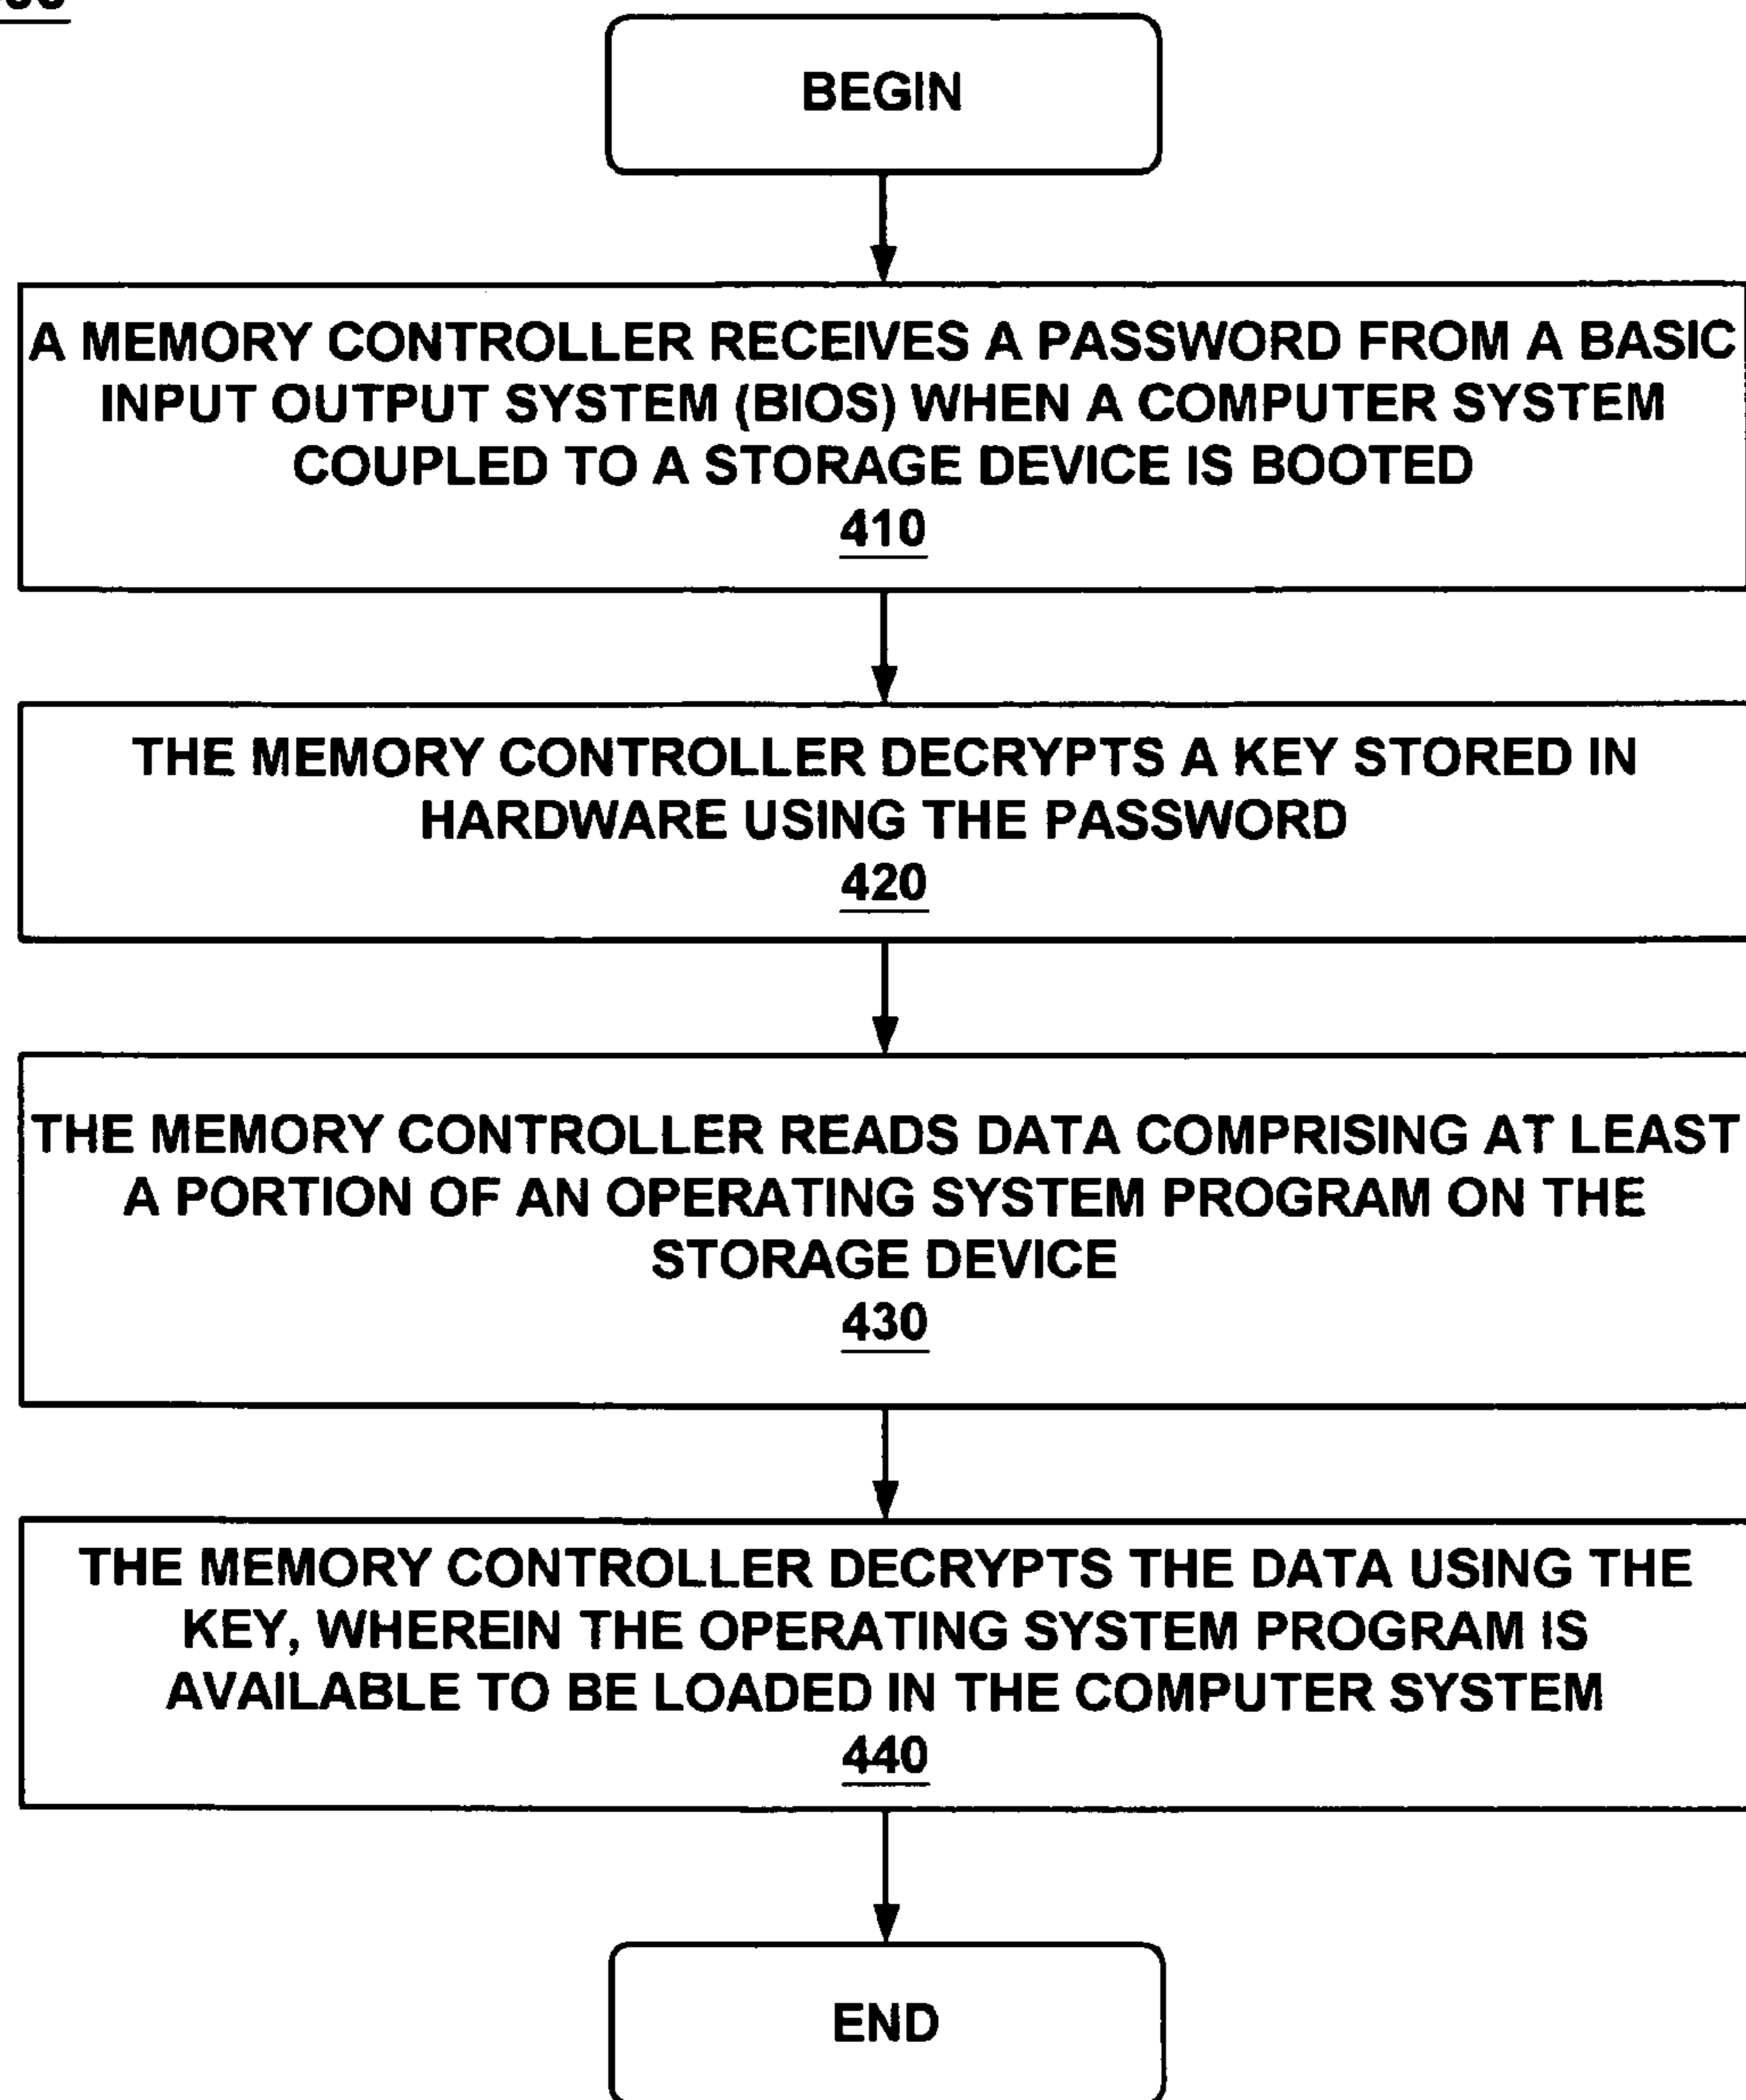 BEGIN
A MEMORY CONTROLLER RECEIVES A PASSWORD FROM A BASIC
INPUT OUTPUT SYSTEM (BIOS) WHEN A COMPUTER SYSTEM
COUPLED TO A STORAGE DEVICE IS BOOTED
410
THE MEMORY CONTROLLER DECRYPTS A KEY STORED IN
HARDWARE USING THE PASSWORD
420
THE MEMORY CONTROLLER READS DATA COMPRISING AT LEAST
A PORTION OF AN OPERATING SYSTEM PROGRAM ON THE
STORAGE DEVICE
430
THE MEMORY CONTROLLER DECRYPTS THE DATA USING THE
KEY, WHEREIN THE OPERATING SYSTEM PROGRAM IS
AVAILABLE TO BE LOADED IN THE COMPUTER SYSTEM
440
END